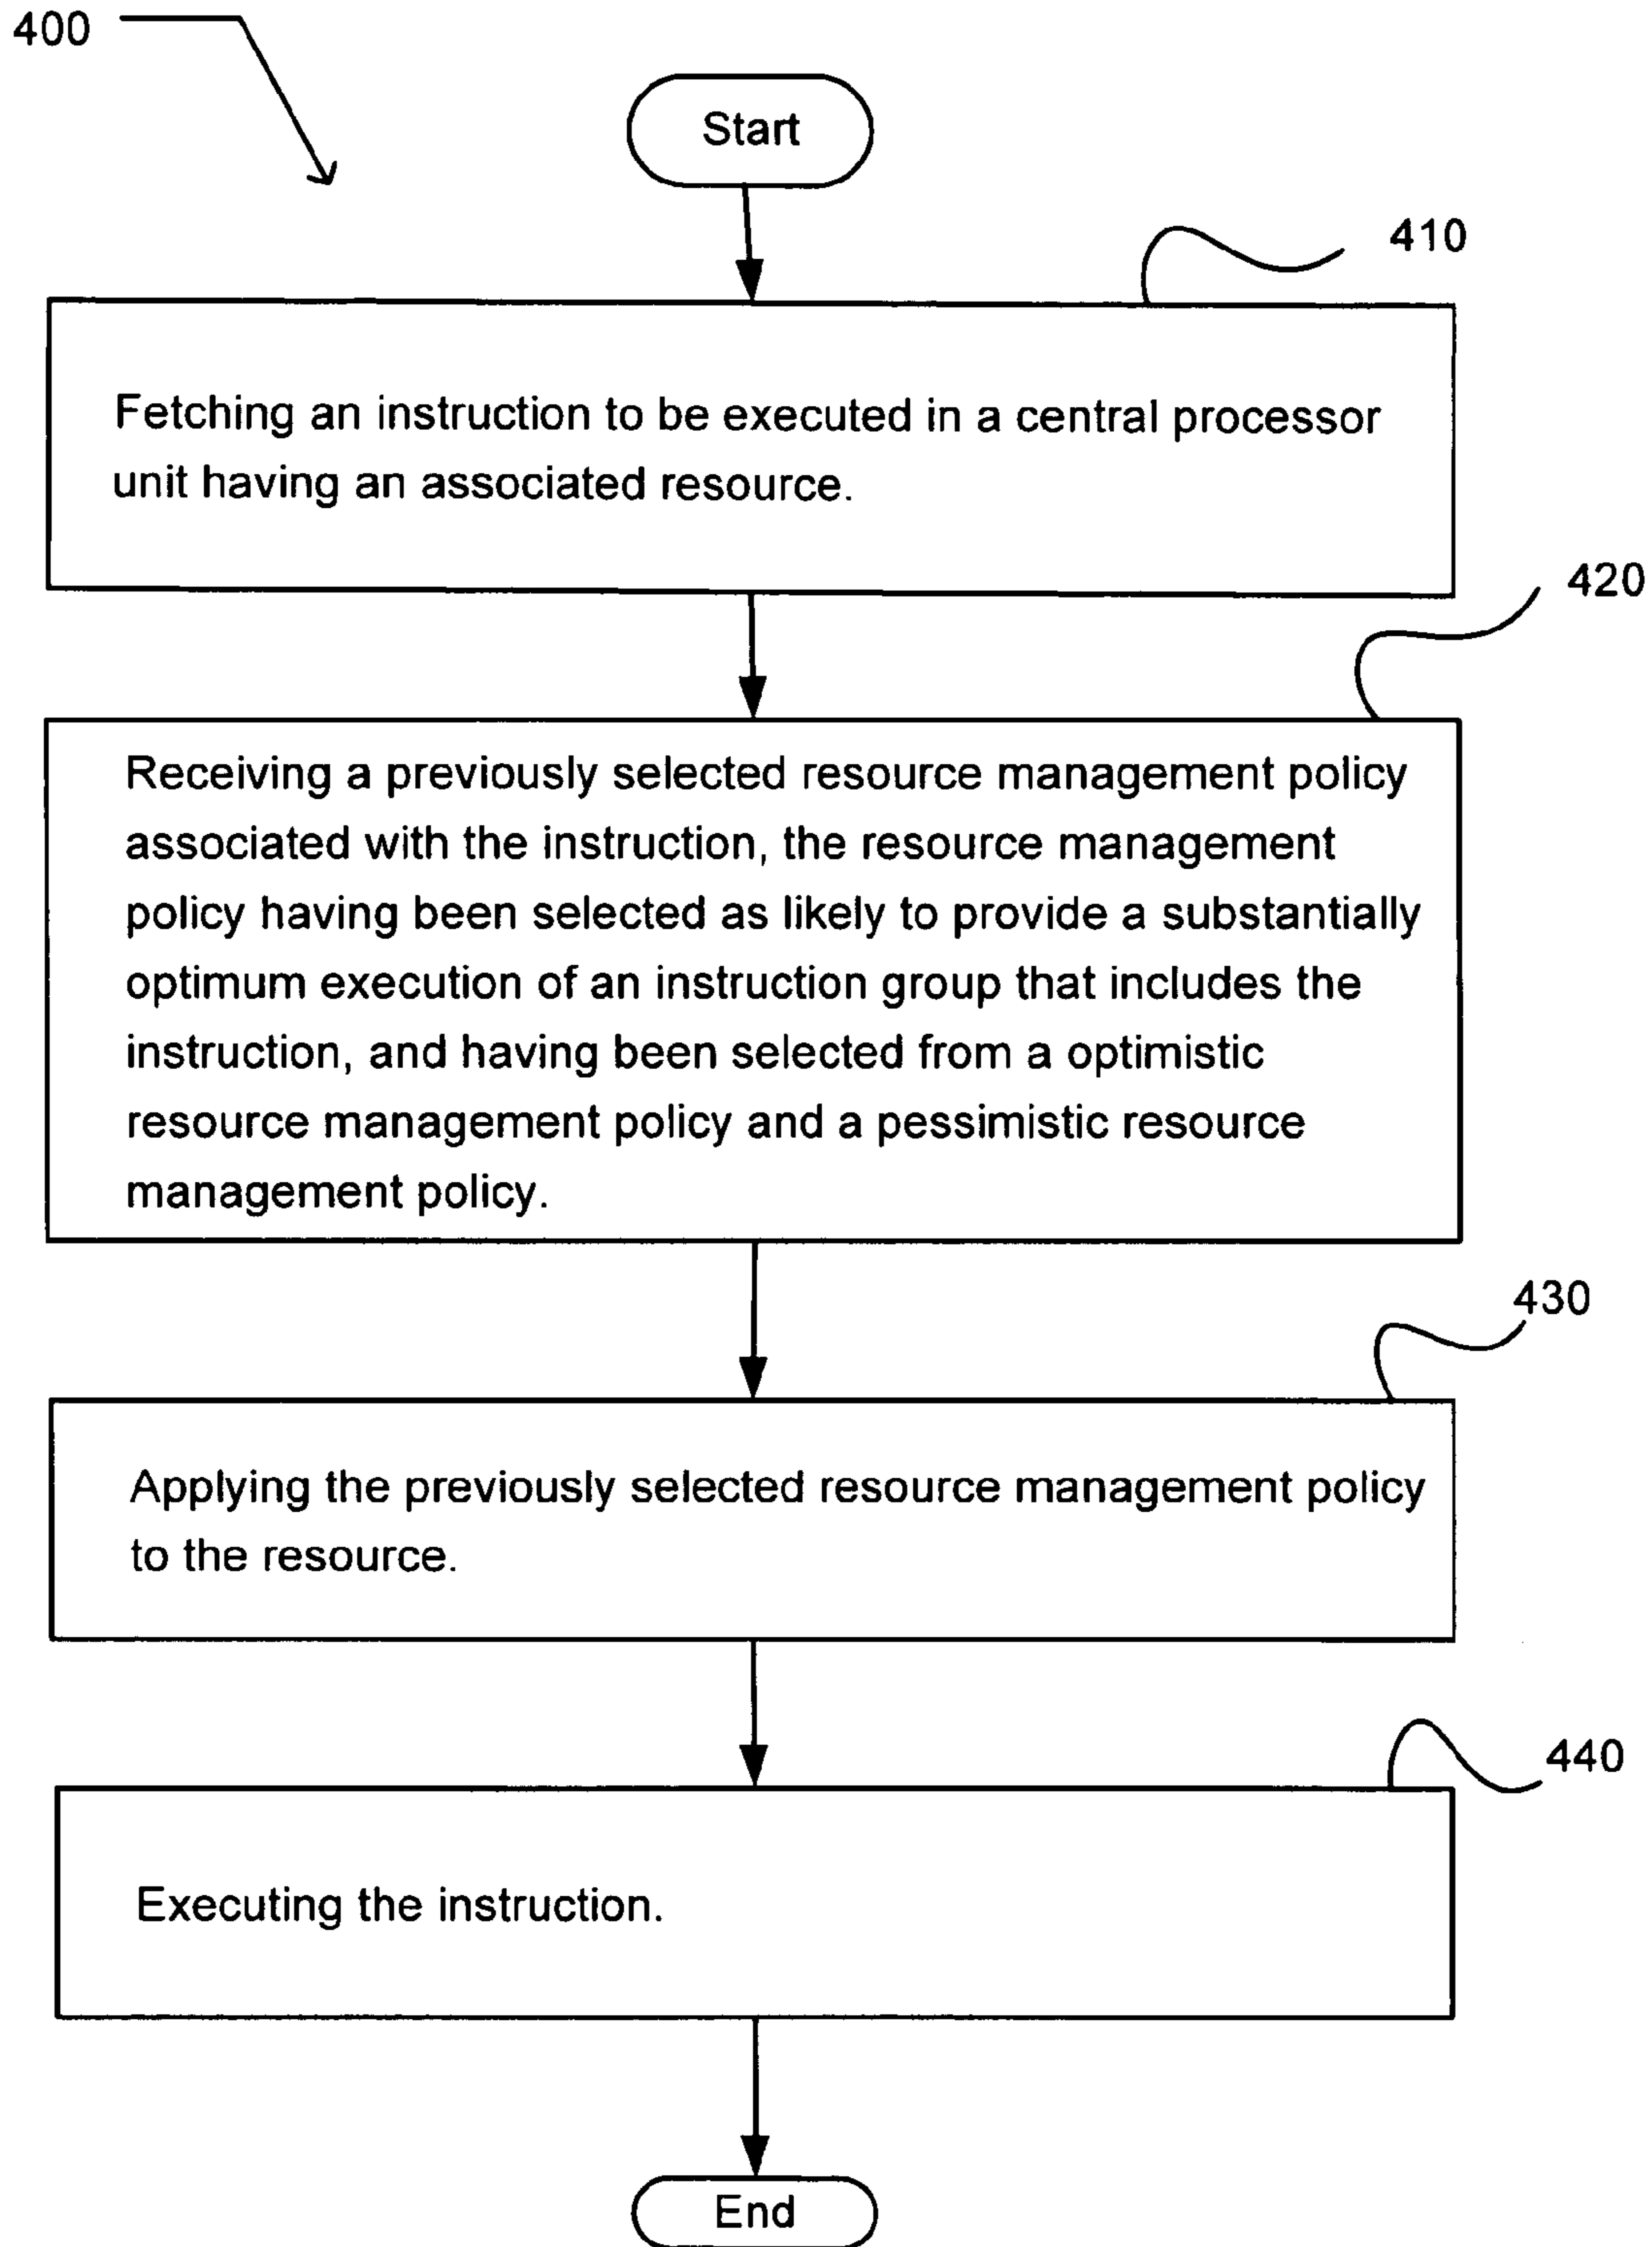 400
Start
410
Fetching an instruction to be executed in a central processor
unit having an associated resource.
420
Receiving a previously selected resource management policy
associated with the instruction, the resource management
policy having been selected as likely to provide a substantially
optimum execution of an instruction group that includes the
instruction, and having been selected from a optimistic
resource management policy and a pessimistic resource
management policy.
430
Applying the previously selected resource management policy
to the resource.
440
Executing the instruction.
End